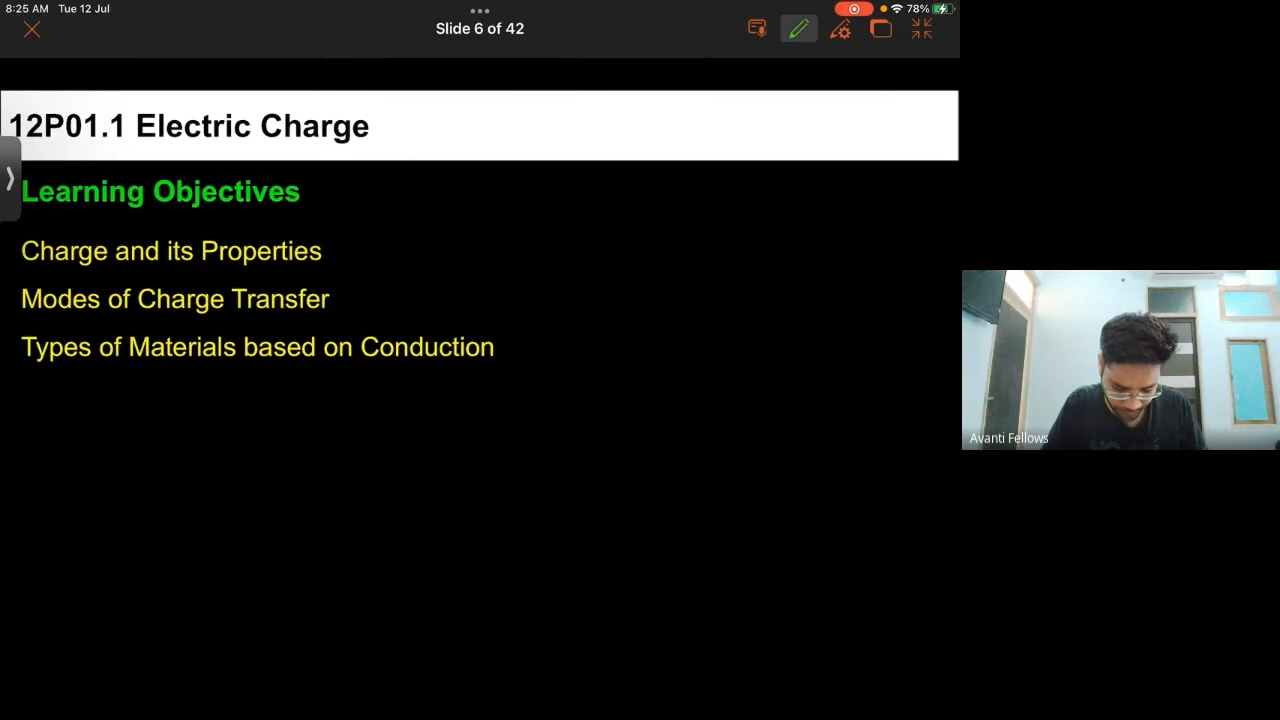 8:25 AM Tue 12 Jul
78%
Slide 6 of 42
12P01.1 Electric Charge
Learning Objectives
Charge and its Properties
Modes of Charge Transfer
Types of Materials based on Conduction
Avanti Fellows